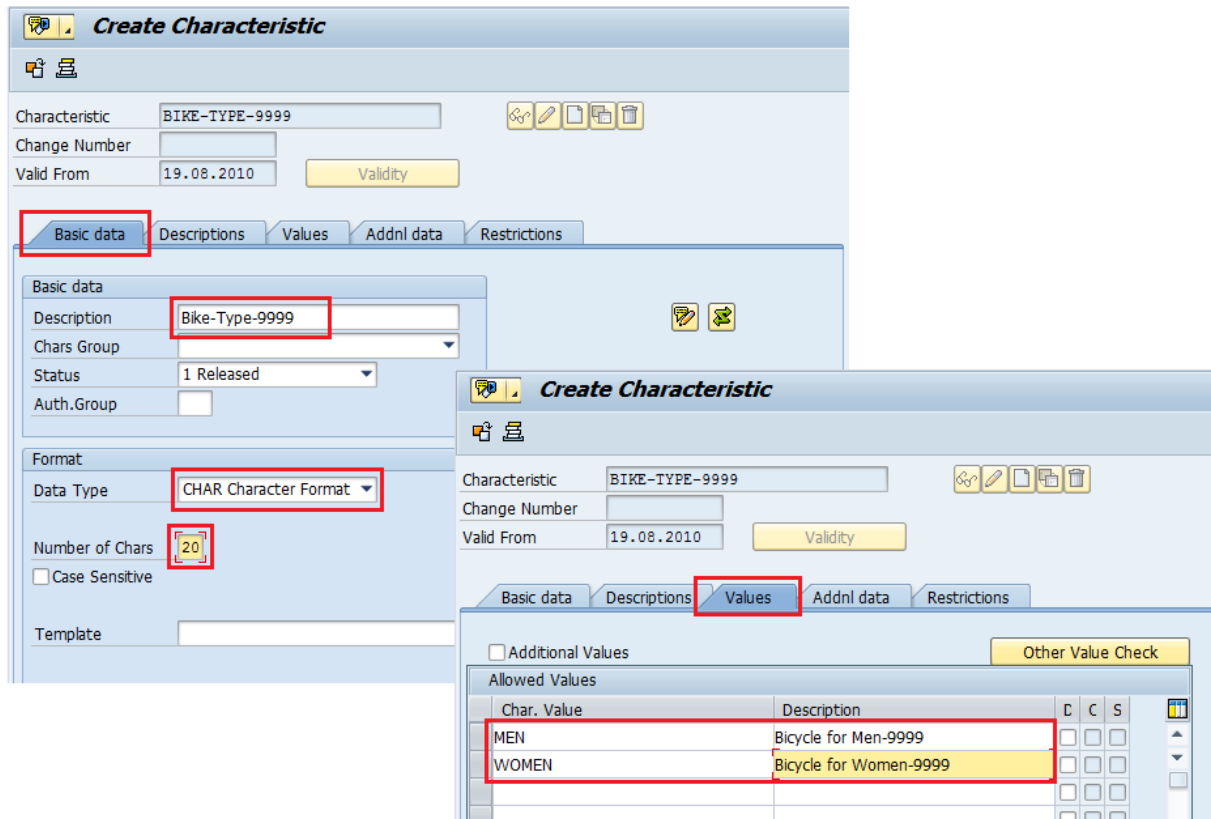 Create Characteristic
Characteristic BIKE-TYPE-9999
Change Number
Valid From 19.08.2010 Validity
Basic data Descriptions Values Addnl data Restrictions
Basic data
Description Bike-Type-9999
Chars Group
Status 1 Released
Auth.Group
Format
Data Type CHAR Character Format
Number of Chars 20
Case Sensitive
Template
Create Characteristic
Characteristic BIKE-TYPE-9999
Change Number
Valid From 19.08.2010 Validity
Basic data Descriptions Values Addnl data Restrictions
Additional Values Other Value Check
Allowed Values
Char. Value Description D C S
MEN Bicycle for Men-9999
WOMEN Bicycle for Women-9999